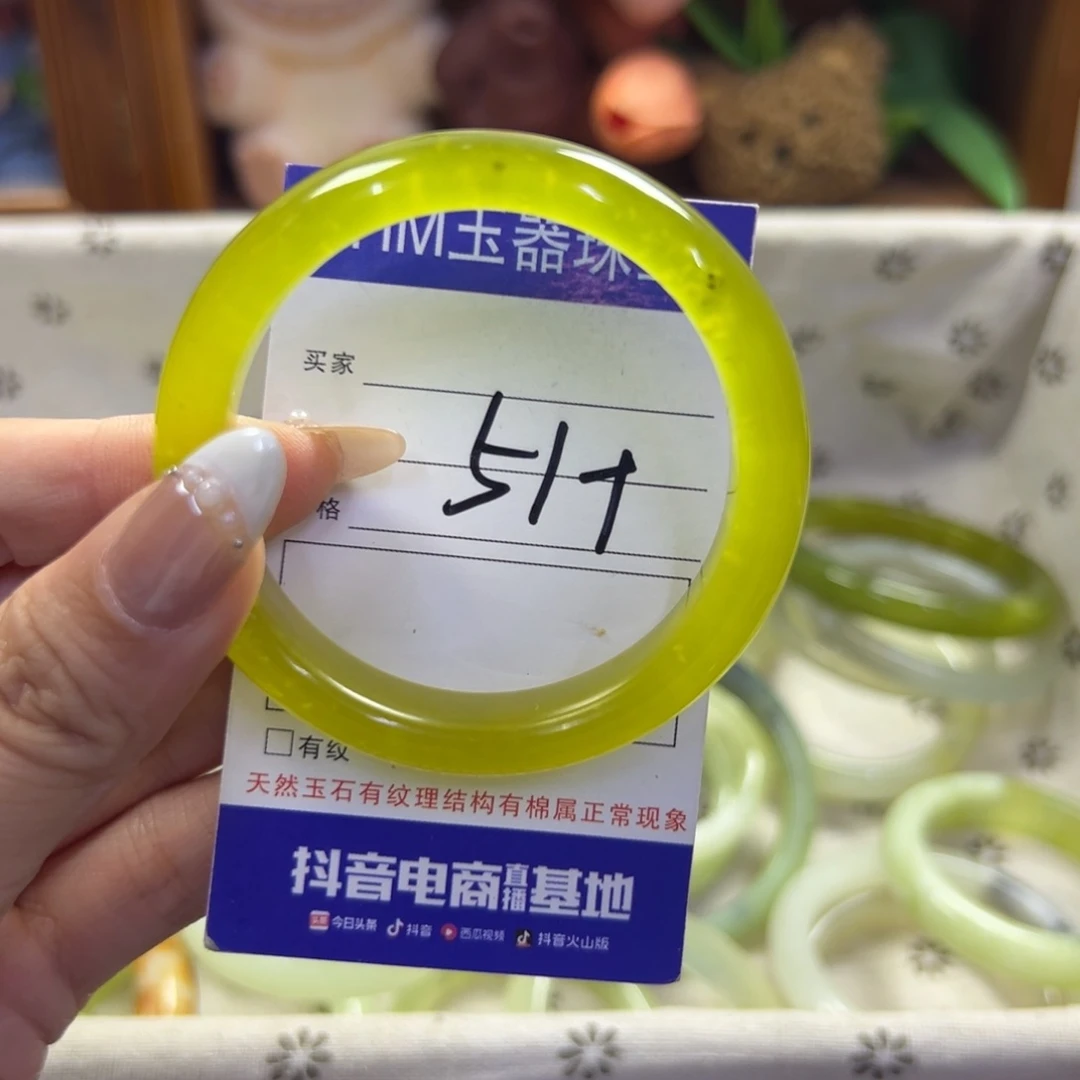 HM玉器珠
买家
51+
格
有纹
天然玉石有纹理结构有棉属正常现象
抖音电商直播基地
今日头条 抖音 西瓜视频 抖音火山版